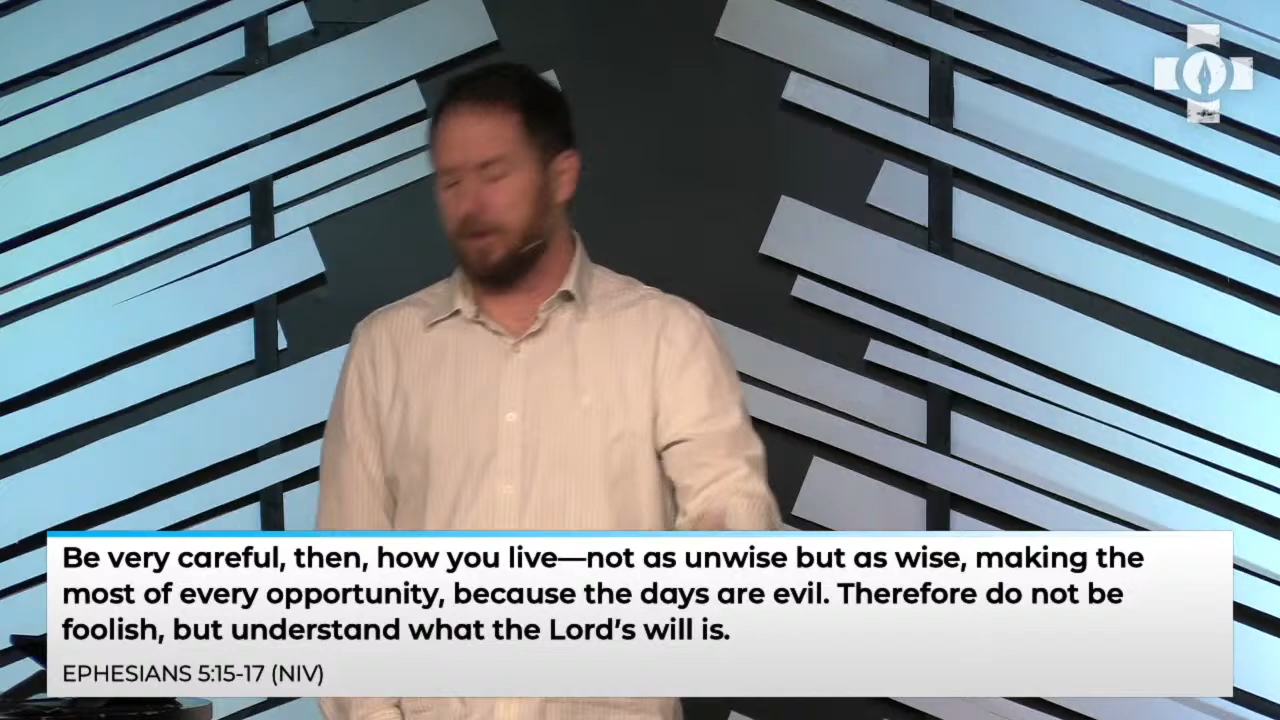 Be very careful, then, how you live—not as unwise but as wise, making the
most of every opportunity, because the days are evil. Therefore do not be
foolish, but understand what the Lord’s will is.
EPHESIANS 5:15-17 (NIV)